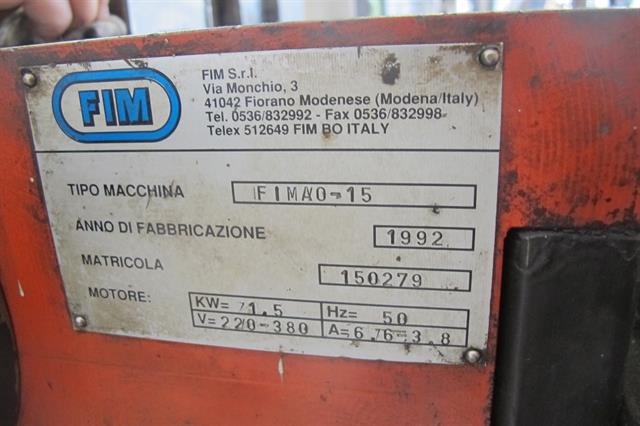 FIM
FIM S.r.l.
Via Monchio, 3
41042 Fiorano Modenese (Modena/Italy)
Tel. 0536/832992 - Fax 0536/832998
Telex 512649 FIM BO ITALY
TIPO MACCHINA FIMA0-15
ANNO DI FABBRICAZIONE 1992
MATRICOLA 150279
MOTORE: KW= 1.5 Hz= 50
V= 220-380 A= 6,6-3,8